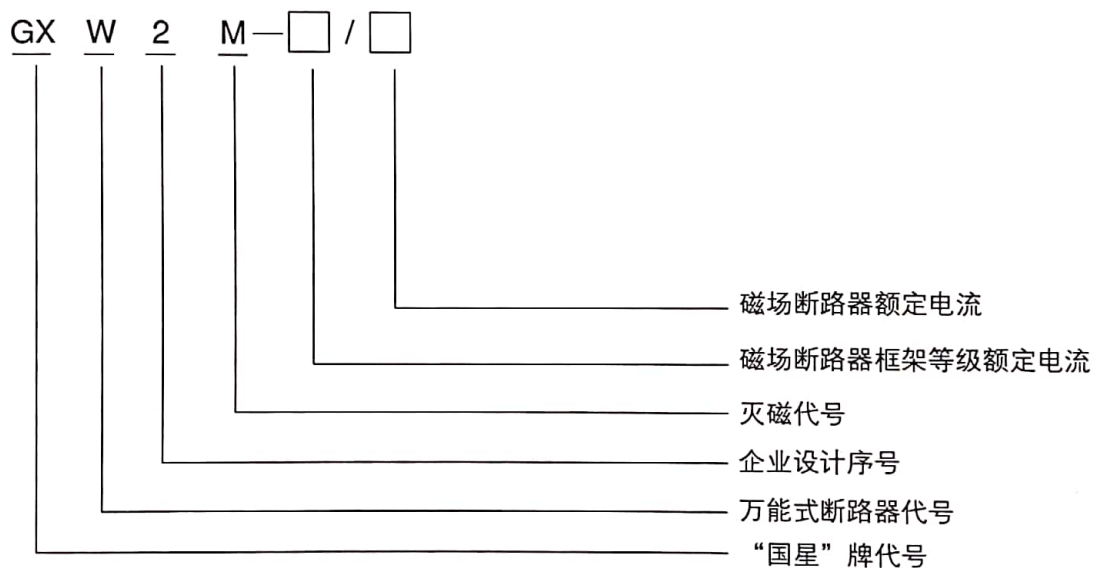 GX W 2 M—□/□
磁场断路器额定电流
磁场断路器框架等级额定电流
灭磁代号
企业设计序号
万能式断路器代号
“国星”牌代号